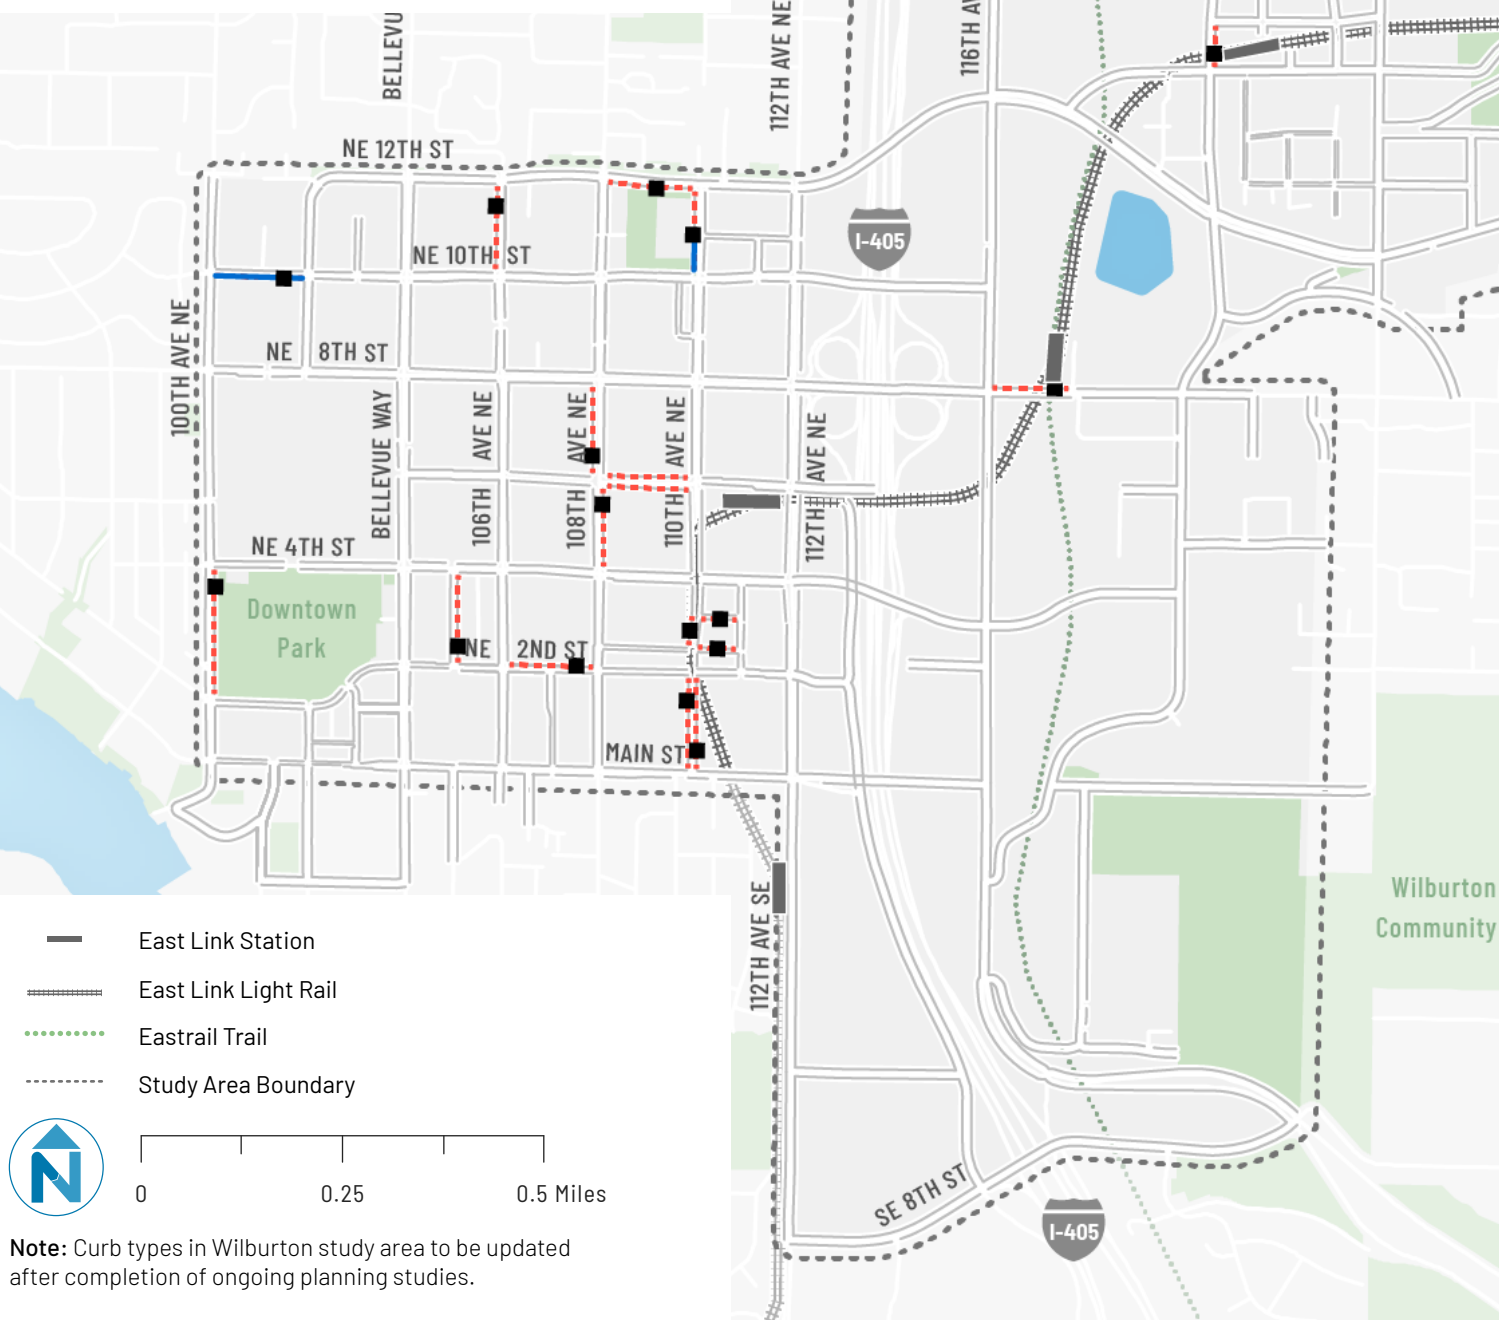 BELLEVU
112TH AVE NE
116TH AV
NE 12TH ST
NE 10TH ST
I-405
100TH AVE NE
NE 8TH ST
BELLEVUE WAY
106TH AVE NE
108TH AVE NE
110TH AVE NE
112TH AVE NE
NE 4TH ST
Downtown
Park
NE 2ND ST
MAIN ST
112TH AVE SE
Wilburton
Community
SE 8TH ST
I-405
East Link Station
East Link Light Rail
Eastrail Trail
Study Area Boundary
N
0 0.25 0.5 Miles
Note: Curb types in Wilburton study area to be updated
after completion of ongoing planning studies.